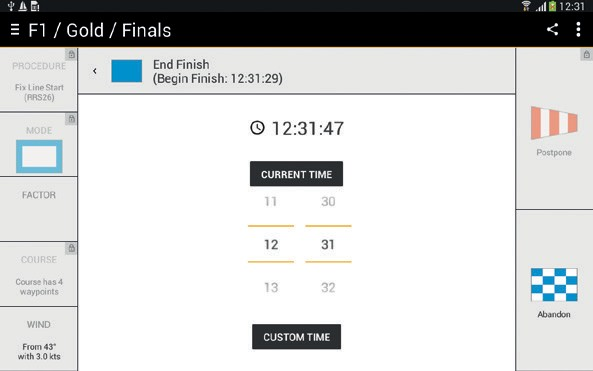 12:31
F1 / Gold / Finals
PROCEDURE
Fix Line Start
(RRS26)
MODE
FACTOR
COURSE
Course has 4
waypoints
WIND
From 43°
with 3.0 kts
End Finish
(Begin Finish: 12:31:29)
12:31:47
CURRENT TIME
11 30
12 31
13 32
CUSTOM TIME
Postpone
Abandon